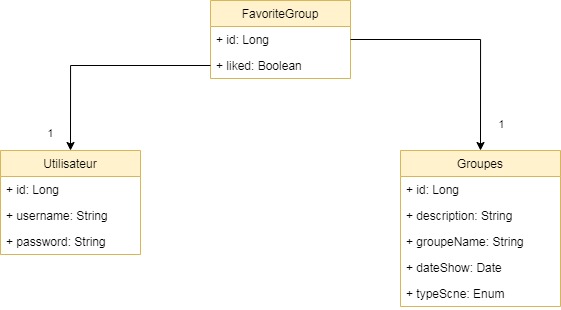 FavoriteGroup
+ id: Long
+ liked: Boolean
1
1
Utilisateur
+ id: Long
+ username: String
+ password: String
Groupes
+ id: Long
+ description: String
+ groupeName: String
+ dateShow: Date
+ typeScne: Enum